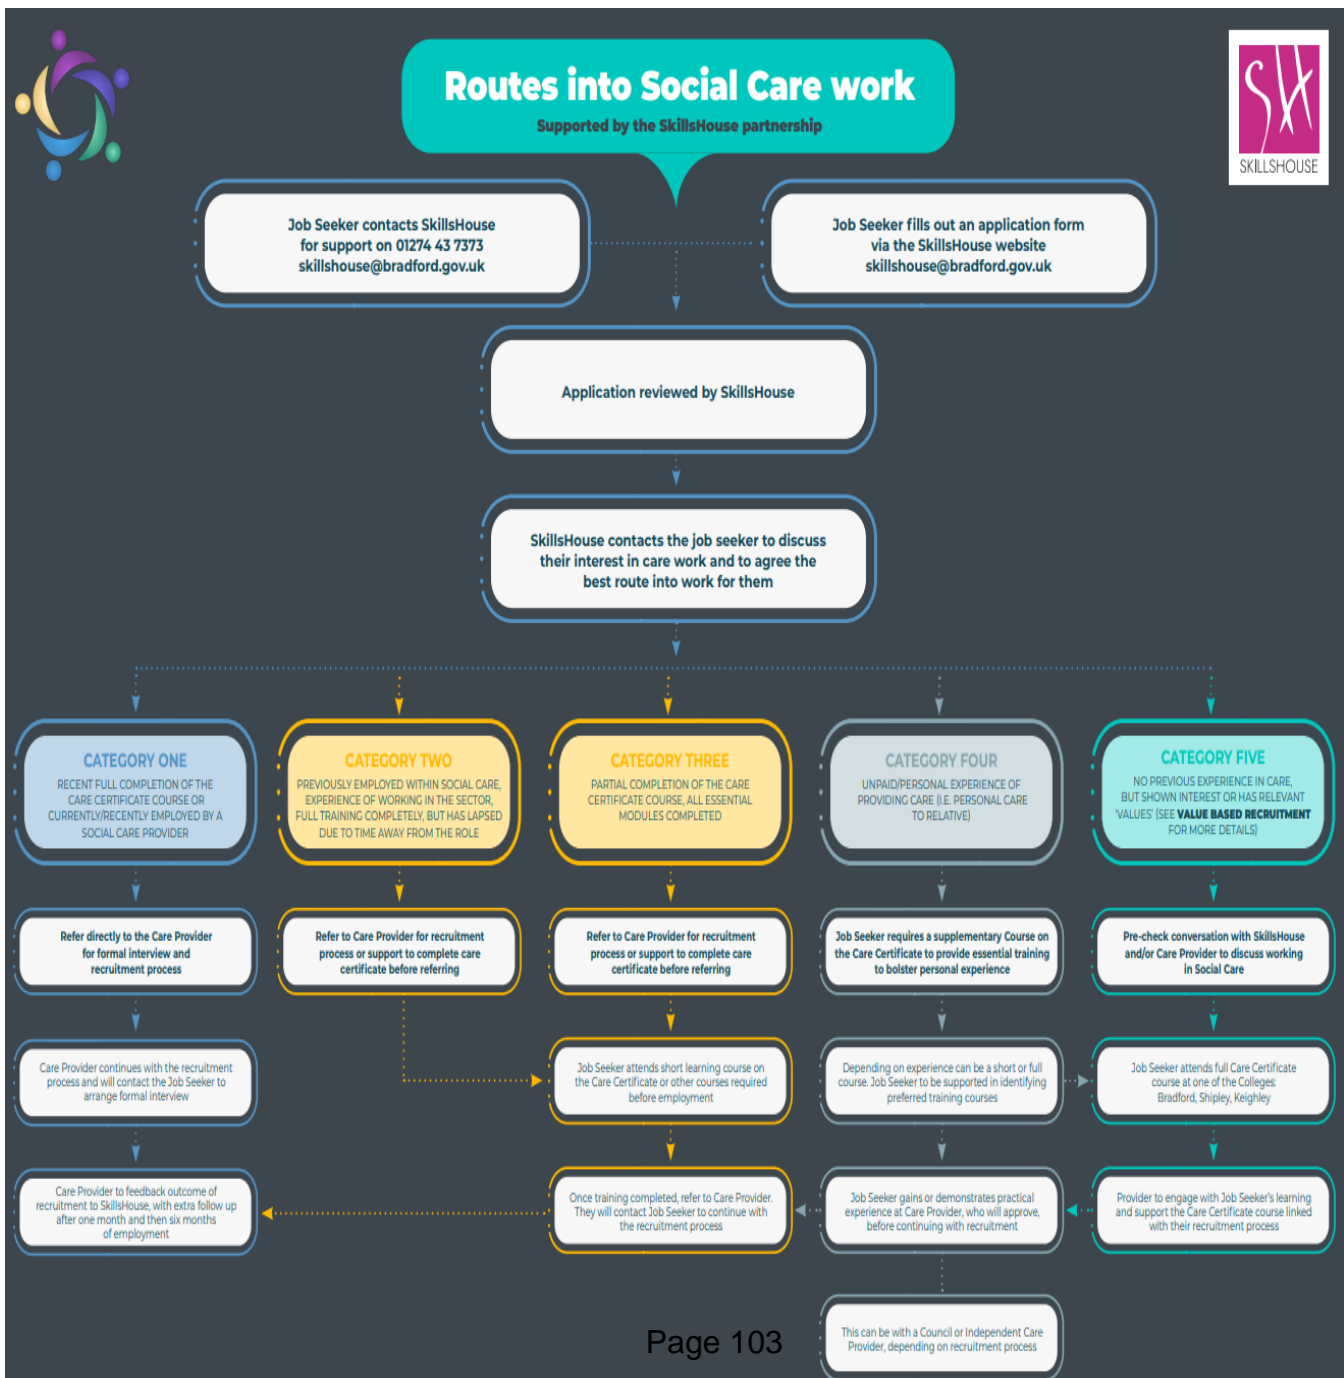 Routes into Social Care work
Supported by the SkillsHouse partnership
SKILLSHOUSE
Job Seeker contacts SkillsHouse
for support on 01274 43 7373
skillshouse@bradford.gov.uk
Job Seeker fills out an application form
via the SkillsHouse website
skillshouse@bradford.gov.uk
Application reviewed by SkillsHouse
SkillsHouse contacts the job seeker to discuss
their interest in care work and to agree the
best route into work for them
CATEGORY ONE
RECENT FULL COMPLETION OF THE
CARE CERTIFICATE COURSE OR
CURRENTLY/RECENTLY EMPLOYED BY A
SOCIAL CARE PROVIDER
CATEGORY TWO
PREVIOUSLY EMPLOYED WITHIN SOCIAL CARE,
EXPERIENCE OF WORKING IN THE SECTOR,
FULL TRAINING COMPLETELY, BUT HAS LAPSED
DUE TO TIME AWAY FROM THE ROLE
CATEGORY THREE
PARTIAL COMPLETION OF THE CARE
CERTIFICATE COURSE, ALL ESSENTIAL
MODULES COMPLETED
CATEGORY FOUR
UNPAID/PERSONAL EXPERIENCE OF
PROVIDING CARE (I.E. PERSONAL CARE
TO RELATIVE)
CATEGORY FIVE
NO PREVIOUS EXPERIENCE IN CARE,
BUT SHOWN INTEREST OR HAS RELEVANT
'VALUES' (SEE VALUE BASED RECRUITMENT
FOR MORE DETAILS)
Refer directly to the Care Provider
for formal interview and
recruitment process
Refer to Care Provider for recruitment
process or support to complete care
certificate before referring
Refer to Care Provider for recruitment
process or support to complete care
certificate before referring
Job Seeker requires a supplementary Course on
the Care Certificate to provide essential training
to bolster personal experience
Pre-check conversation with SkillsHouse
and/or Care Provider to discuss working
in Social Care
Care Provider continues with the recruitment
process and will contact the Job Seeker to
arrange formal interview
Job Seeker attends short learning course on
the Care Certificate or other courses required
before employment
Depending on experience can be a short or full
course. Job Seeker to be supported in identifying
preferred training courses
Job Seeker attends full Care Certificate
course at one of the Colleges:
Bradford, Shipley, Keighley
Care Provider to feedback outcome of
recruitment to SkillsHouse, with extra follow up
after one month and then six months
of employment
Once training completed, refer to Care Provider.
They will contact Job Seeker to continue with
the recruitment process
Job Seeker gains or demonstrates practical
experience at Care Provider, who will approve,
before continuing with recruitment
Provider to engage with Job Seeker's learning
and support the Care Certificate course linked
with their recruitment process
This can be with a Council or Independent Care
Provider, depending on recruitment process
Page 103